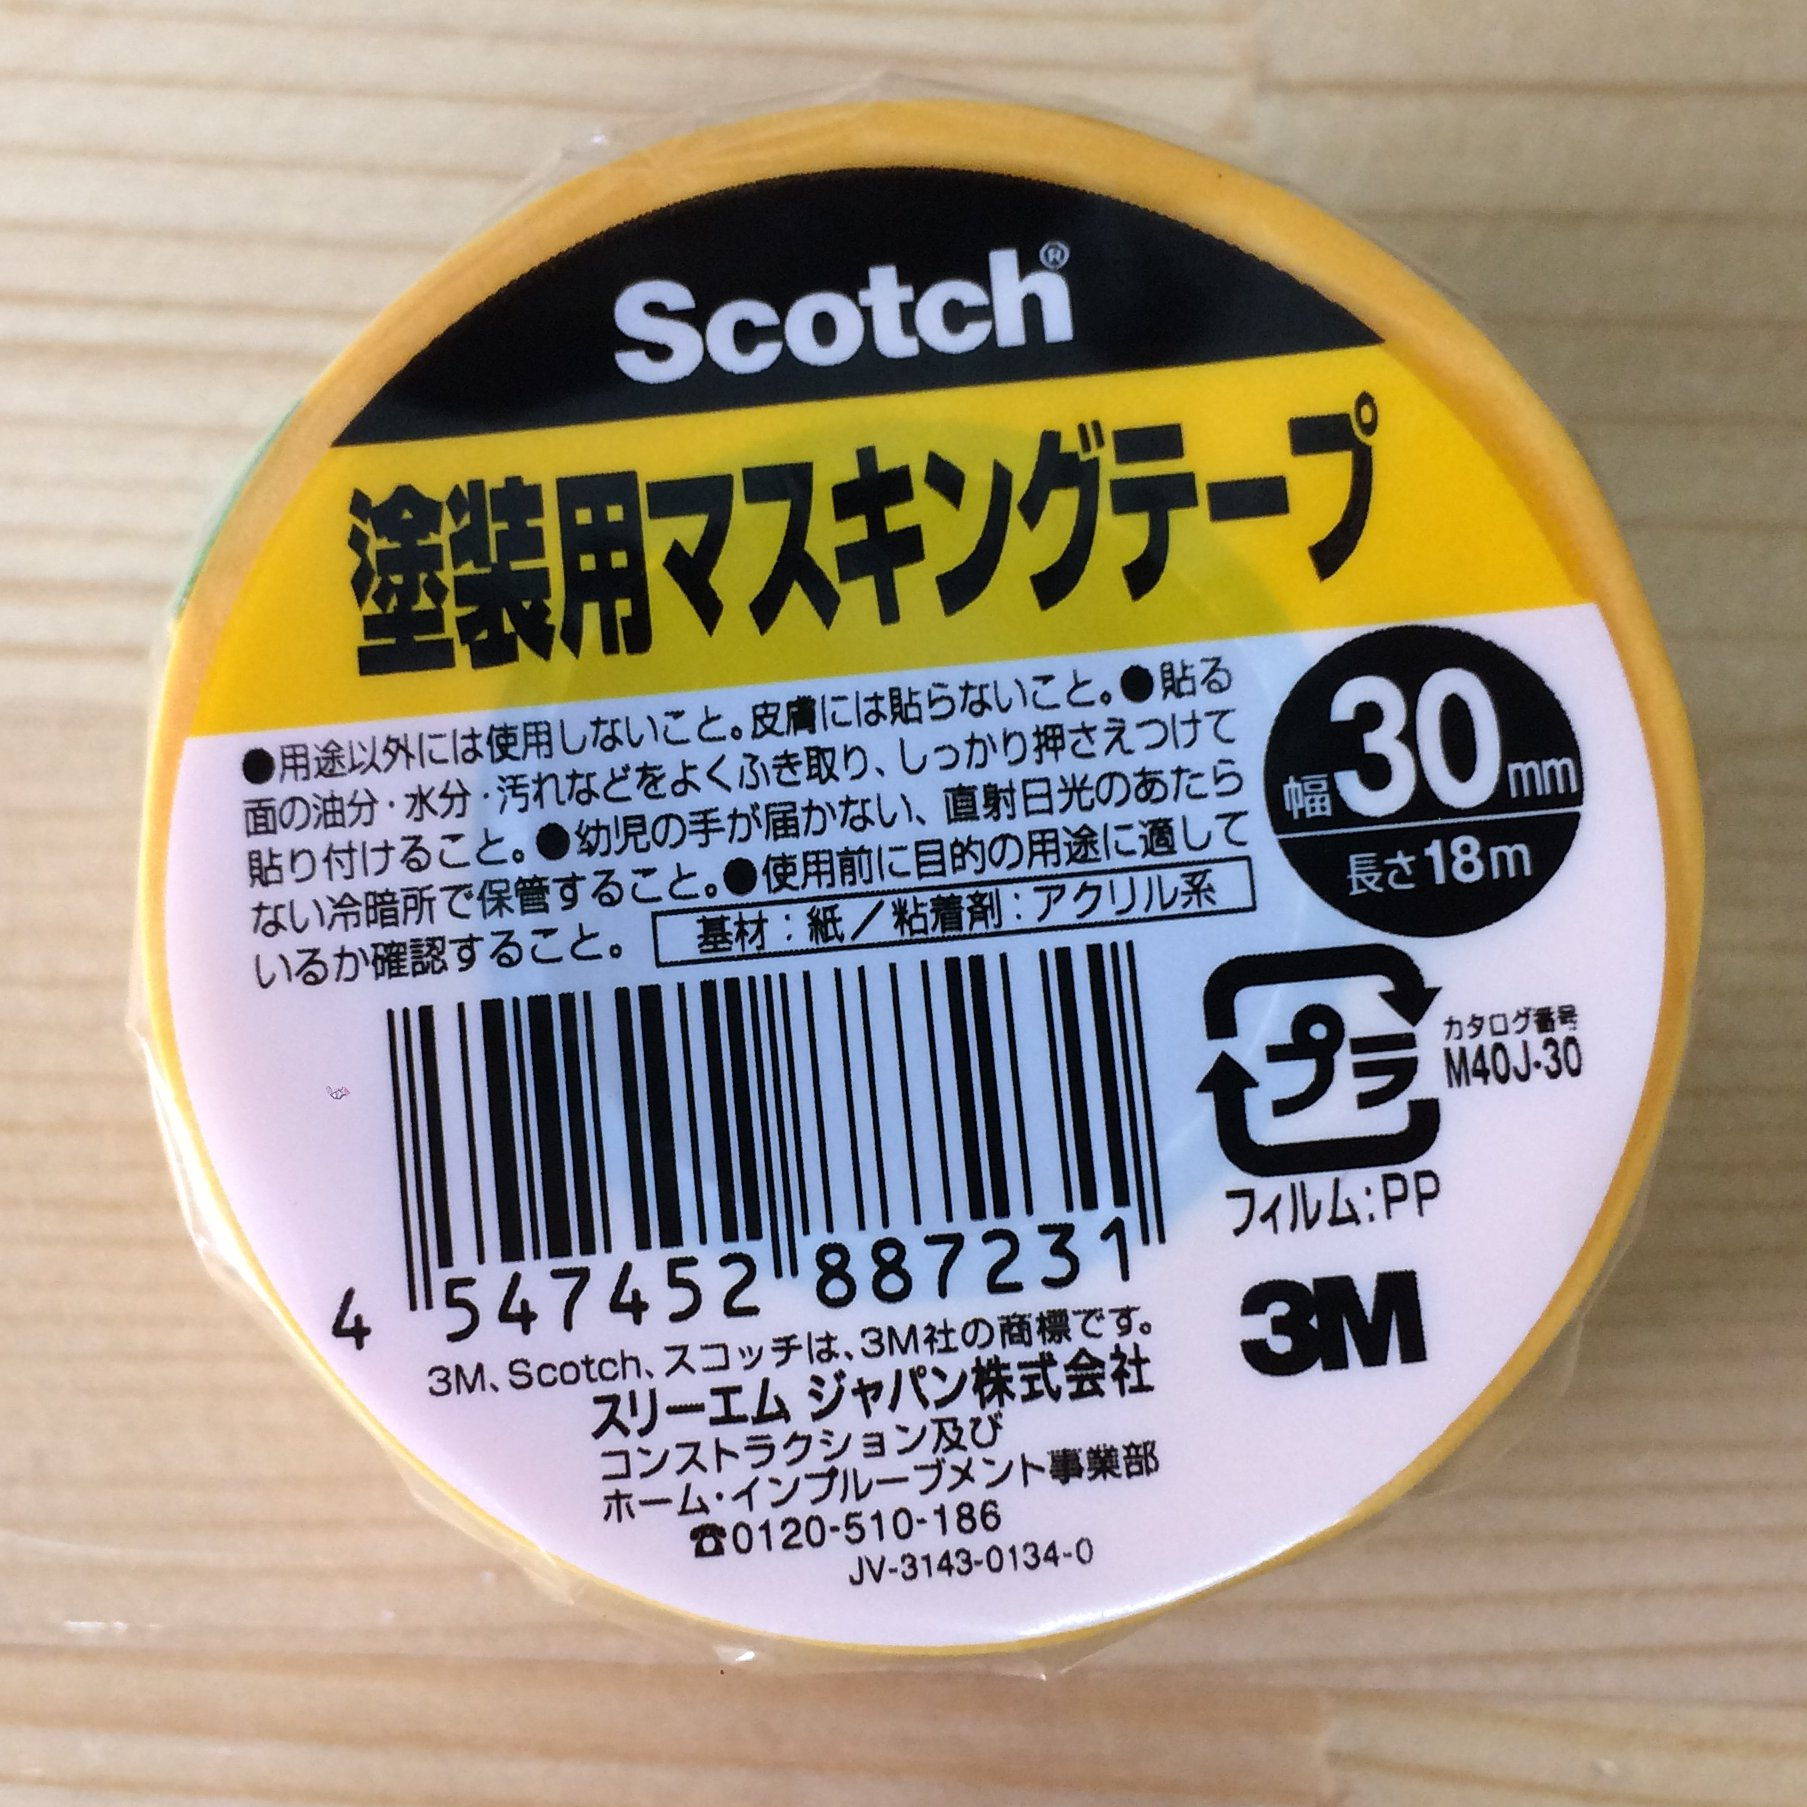 Scotch®
塗装用マスキングテープ
●用途以外には使用しないこと。皮膚には貼らないこと。●貼る
面の油分・水分・汚れなどをよくふき取り、しっかり押さえつけて
貼り付けること。●幼児の手が届かない、直射日光のあたら
ない冷暗所で保管すること。●使用前に目的の用途に適して
いるか確認すること。
基材：紙／粘着剤：アクリル系
幅30mm
長さ18m
プラ
カタログ番号
M40J-30
フィルム：PP
4 547452 887231
3M、Scotch、スコッチは、3M社の商標です。
スリーエム ジャパン株式会社
コンストラクション及び
ホーム・インプルーブメント事業部
☎0120-510-186
JV-3143-0134-0
3M